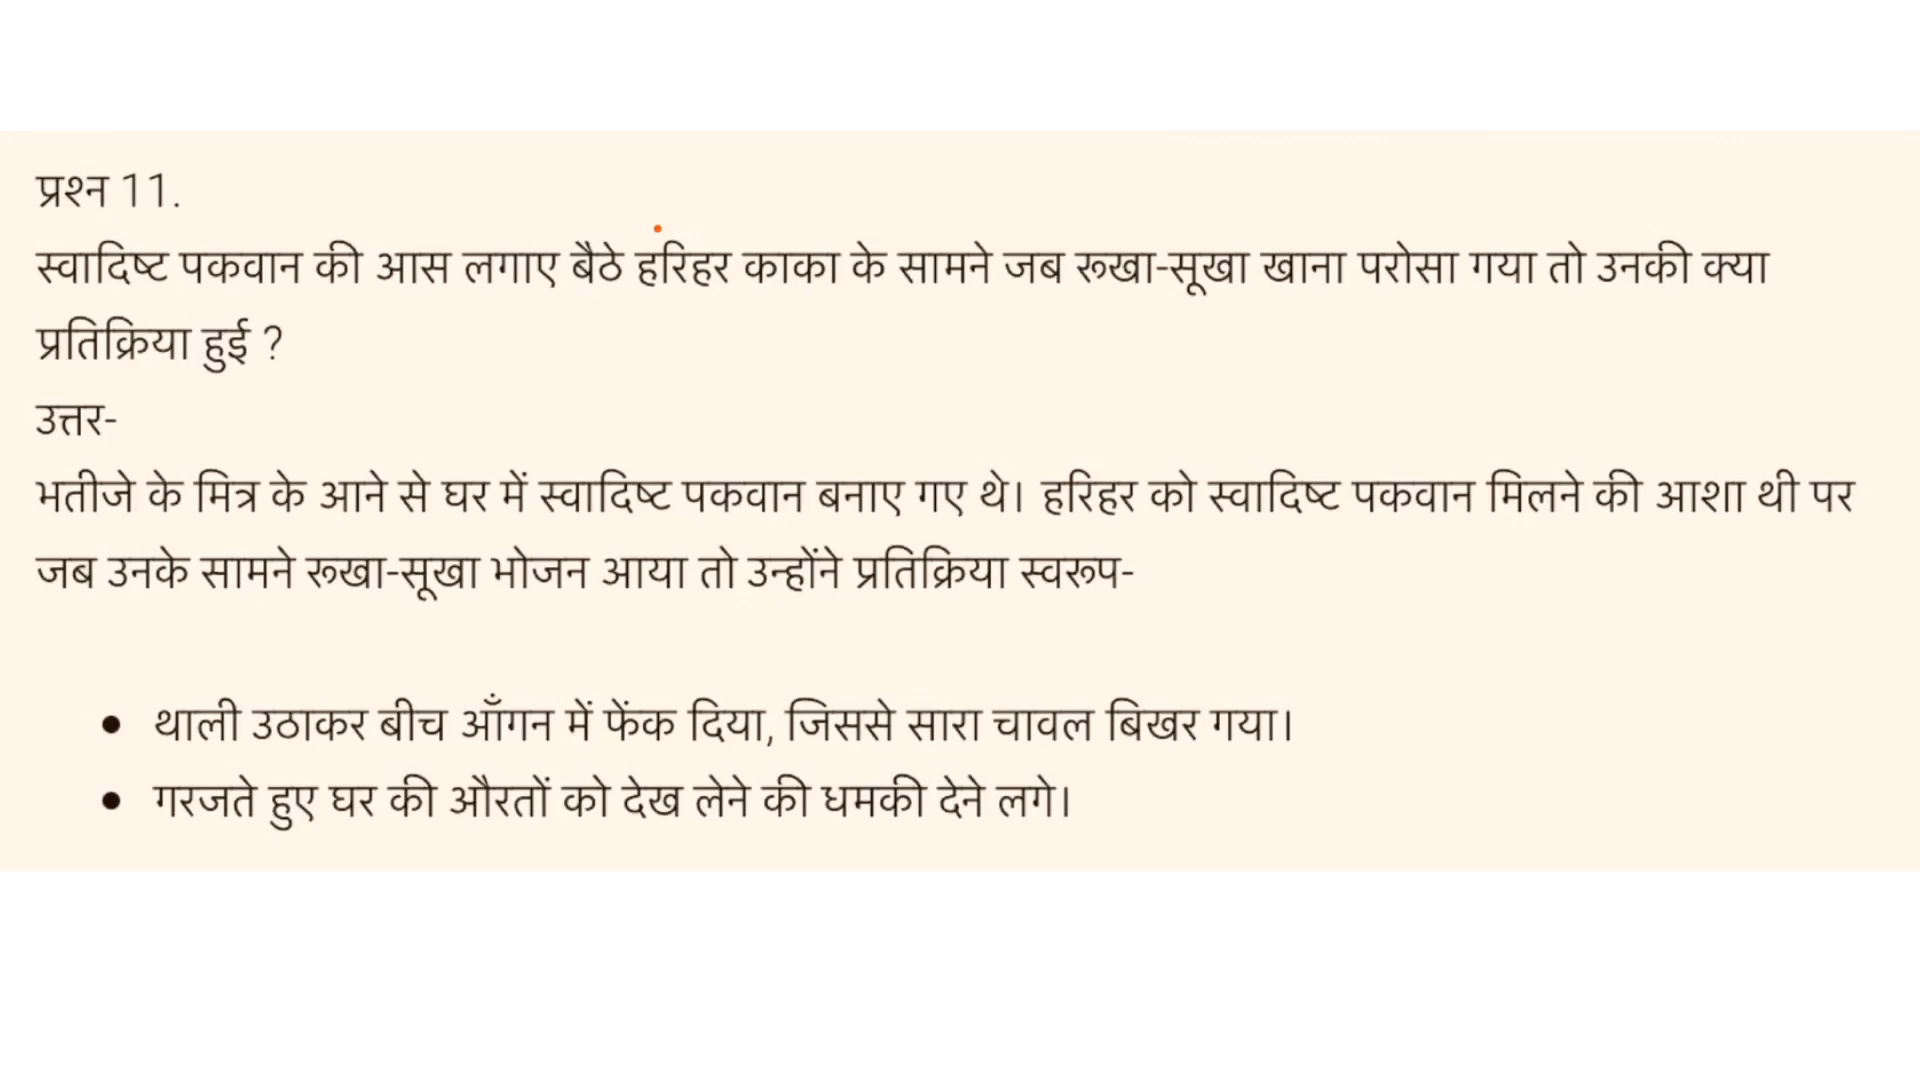 प्रश्न 11.
स्वादिष्ट पकवान की आस लगाए बैठे हरिहर काका के सामने जब रूखा-सूखा खाना परोसा गया तो उनकी क्या
प्रतिक्रिया हुई ?
उत्तर-
भतीजे के मित्र के आने से घर में स्वादिष्ट पकवान बनाए गए थे। हरिहर को स्वादिष्ट पकवान मिलने की आशा थी पर
जब उनके सामने रूखा-सूखा भोजन आया तो उन्होंने प्रतिक्रिया स्वरूप-
• थाली उठाकर बीच आँगन में फेंक दिया, जिससे सारा चावल बिखर गया।
• गरजते हुए घर की औरतों को देख लेने की धमकी देने लगे।